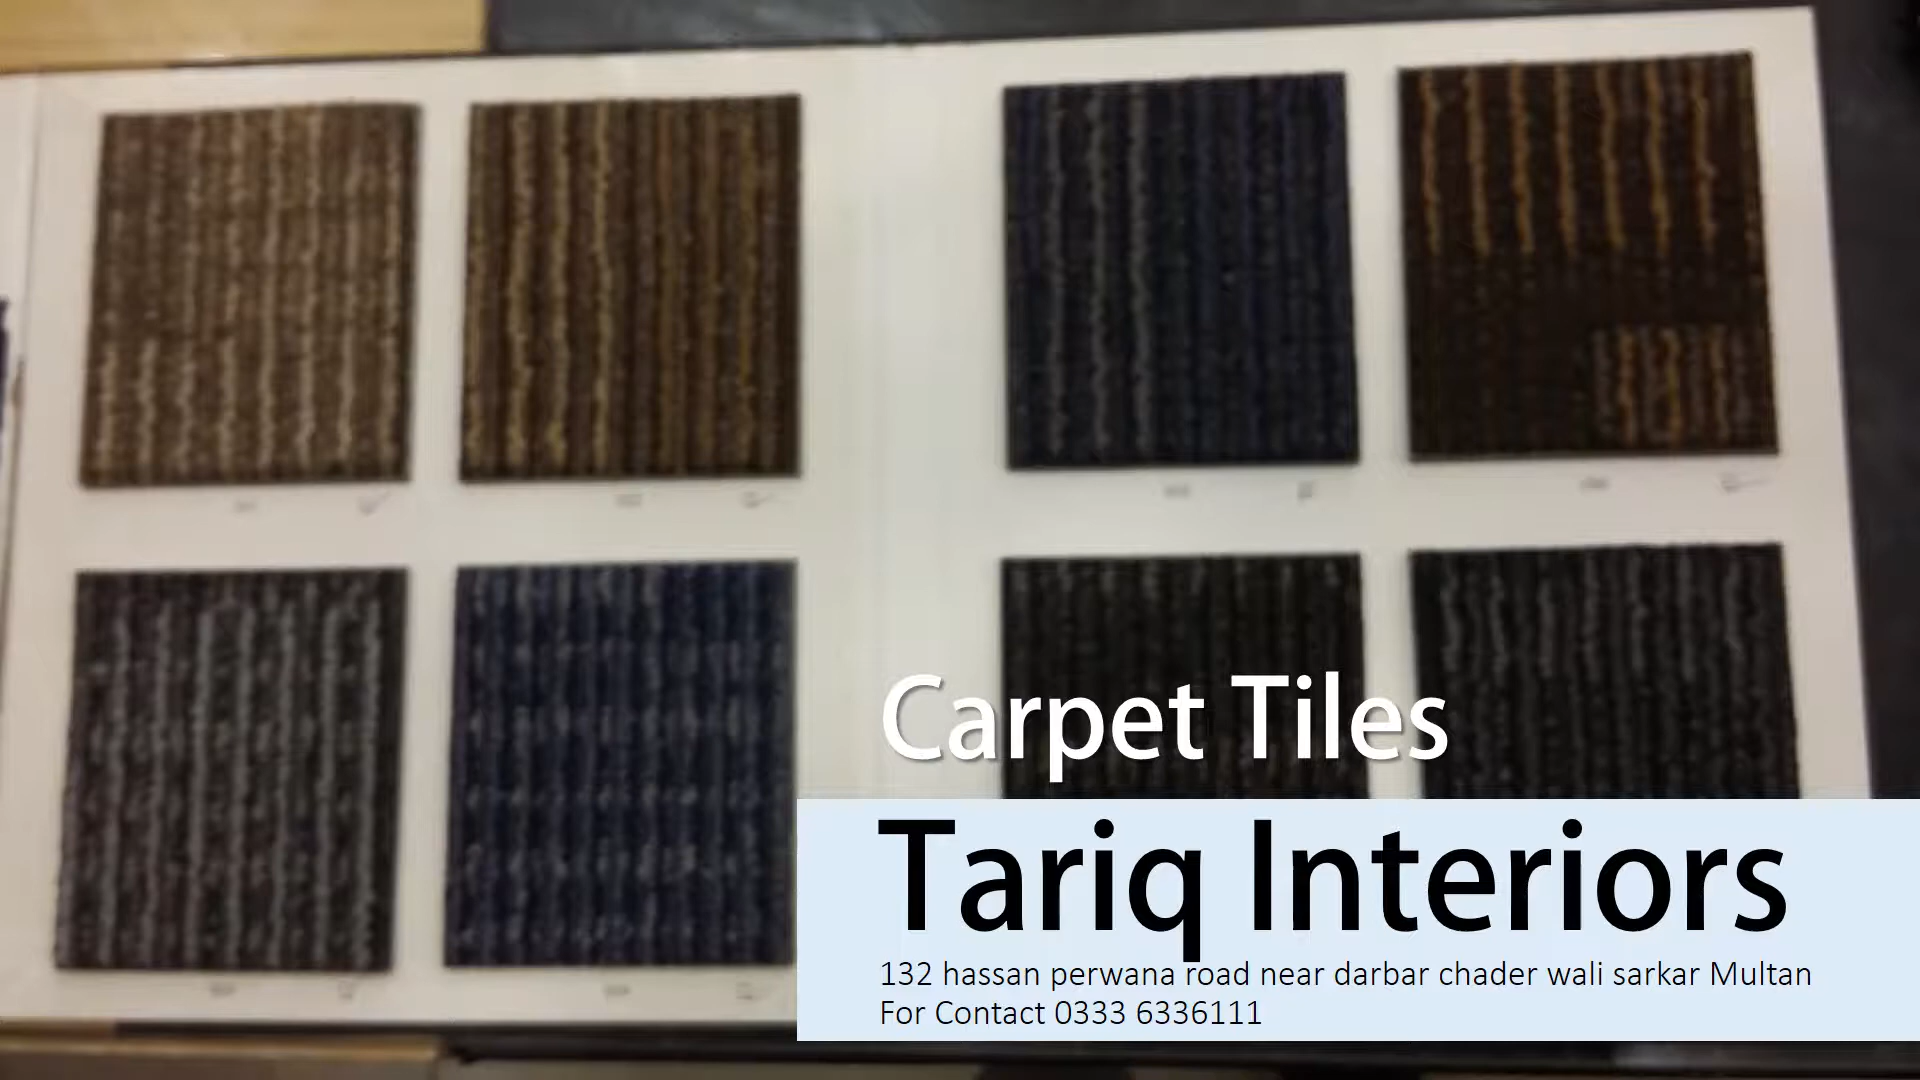 Carpet Tiles
Tariq Interiors
132 hassan perwana road near darbar chader wali sarkar Multan
For Contact 0333 6336111